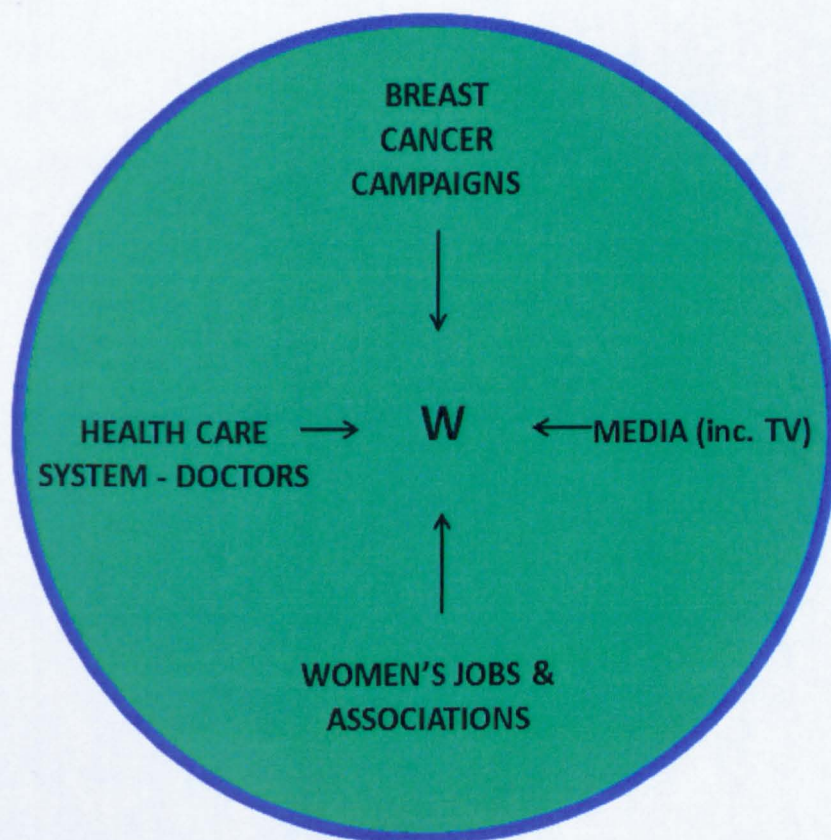 BREAST
CANCER
CAMPAIGNS
HEALTH CARE
SYSTEM - DOCTORS
W
MEDIA (inc. TV)
WOMEN'S JOBS &
ASSOCIATIONS